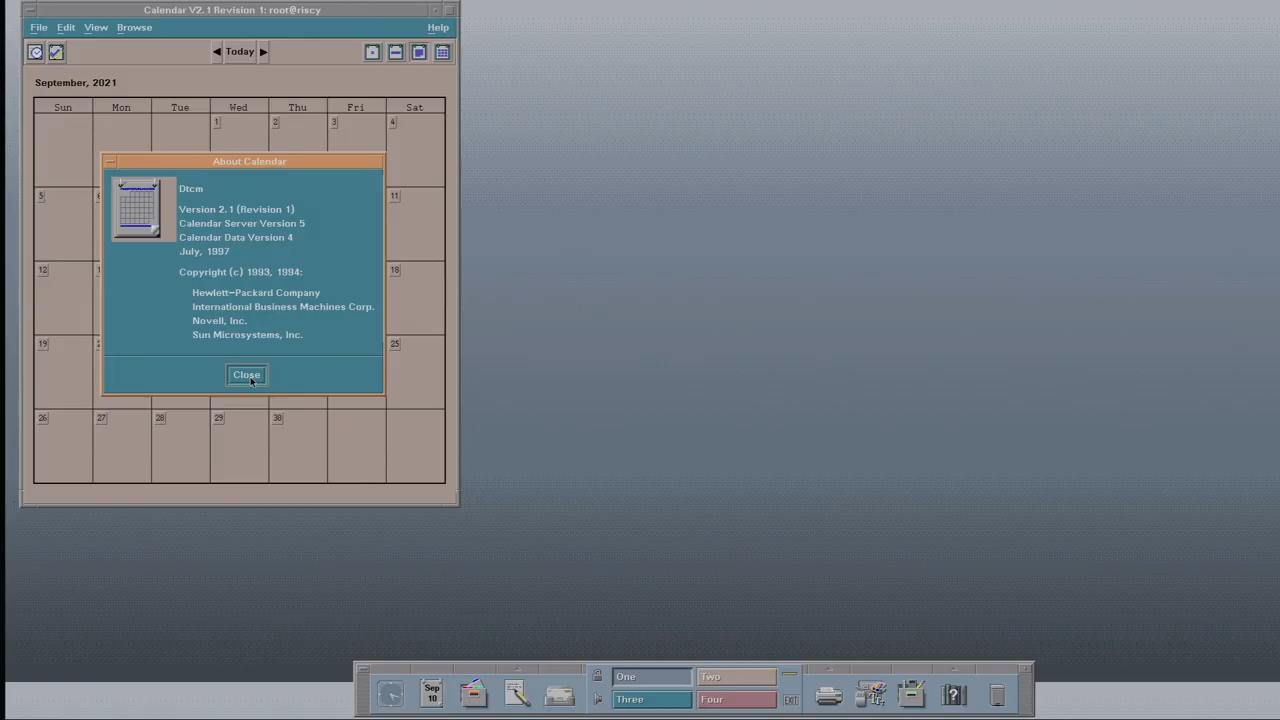 Calendar V2.1 Revision 1: root@riscy
File Edit View Browse Help
Today
September, 2021
Sun Mon Tue Wed Thu Fri Sat
1 2 3 4
About Calendar
Dtcm
5 11
Version 2.1 (Revision 1)
Calendar Server Version 5
Calendar Data Version 4
July, 1997
12 18
Copyright (c) 1993, 1994:
Hewlett-Packard Company
International Business Machines Corp.
Novell, Inc.
Sun Microsystems, Inc.
19 25
Close
26 27 28 29 30
One Two
Sep
10
Three Four EXIT